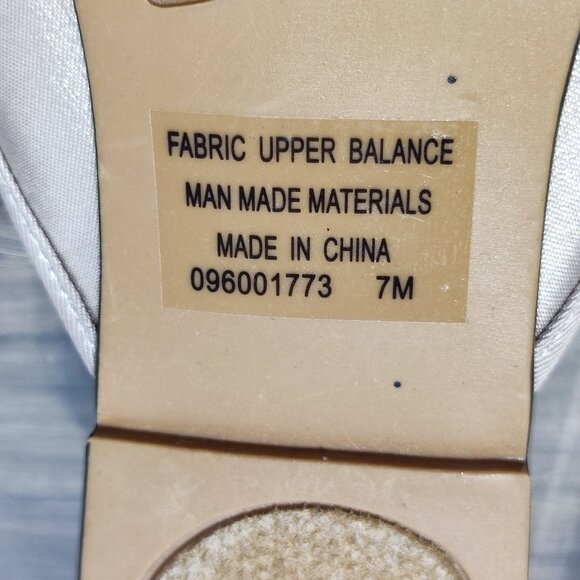 FABRIC UPPER BALANCE
MAN MADE MATERIALS
MADE IN CHINA
096001773 7M